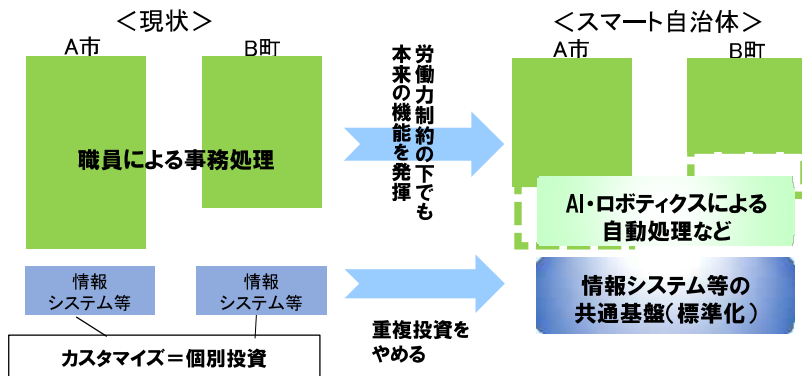 ＜現状＞
A市
B町
職員による事務処理
情報
システム等
情報
システム等
カスタマイズ＝個別投資
労働力制約の下でも
本来の機能を発揮
重複投資を
やめる
＜スマート自治体＞
A市
B町
AI・ロボティクスによる
自動処理など
情報システム等の
共通基盤（標準化）